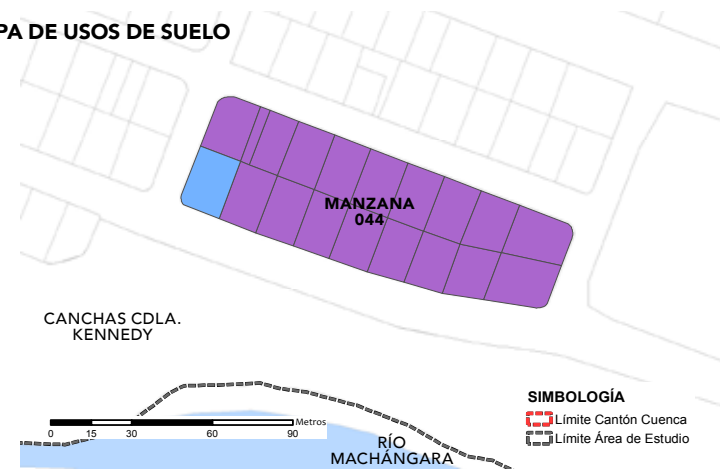 PA DE USOS DE SUELO
MANZANA
044
CANCHAS CDLA.
KENNEDY
SIMBOLOGÍA
Límite Cantón Cuenca
Límite Área de Estudio
Metros
0 15 30 60 90
RÍO
MACHÁNGARA